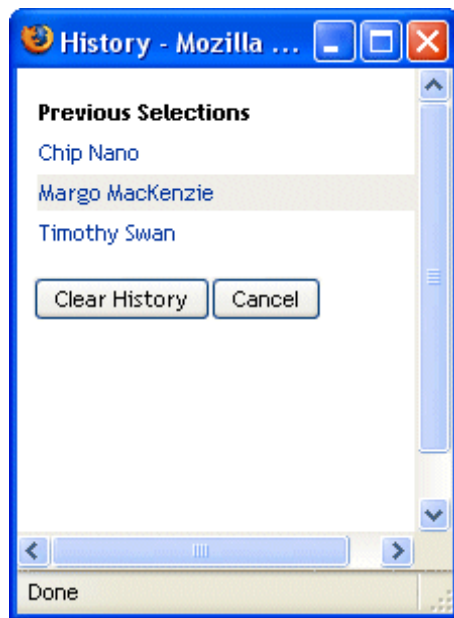 History - Mozilla ...
Previous Selections
Chip Nano
Margo MacKenzie
Timothy Swan
Clear History Cancel
Done